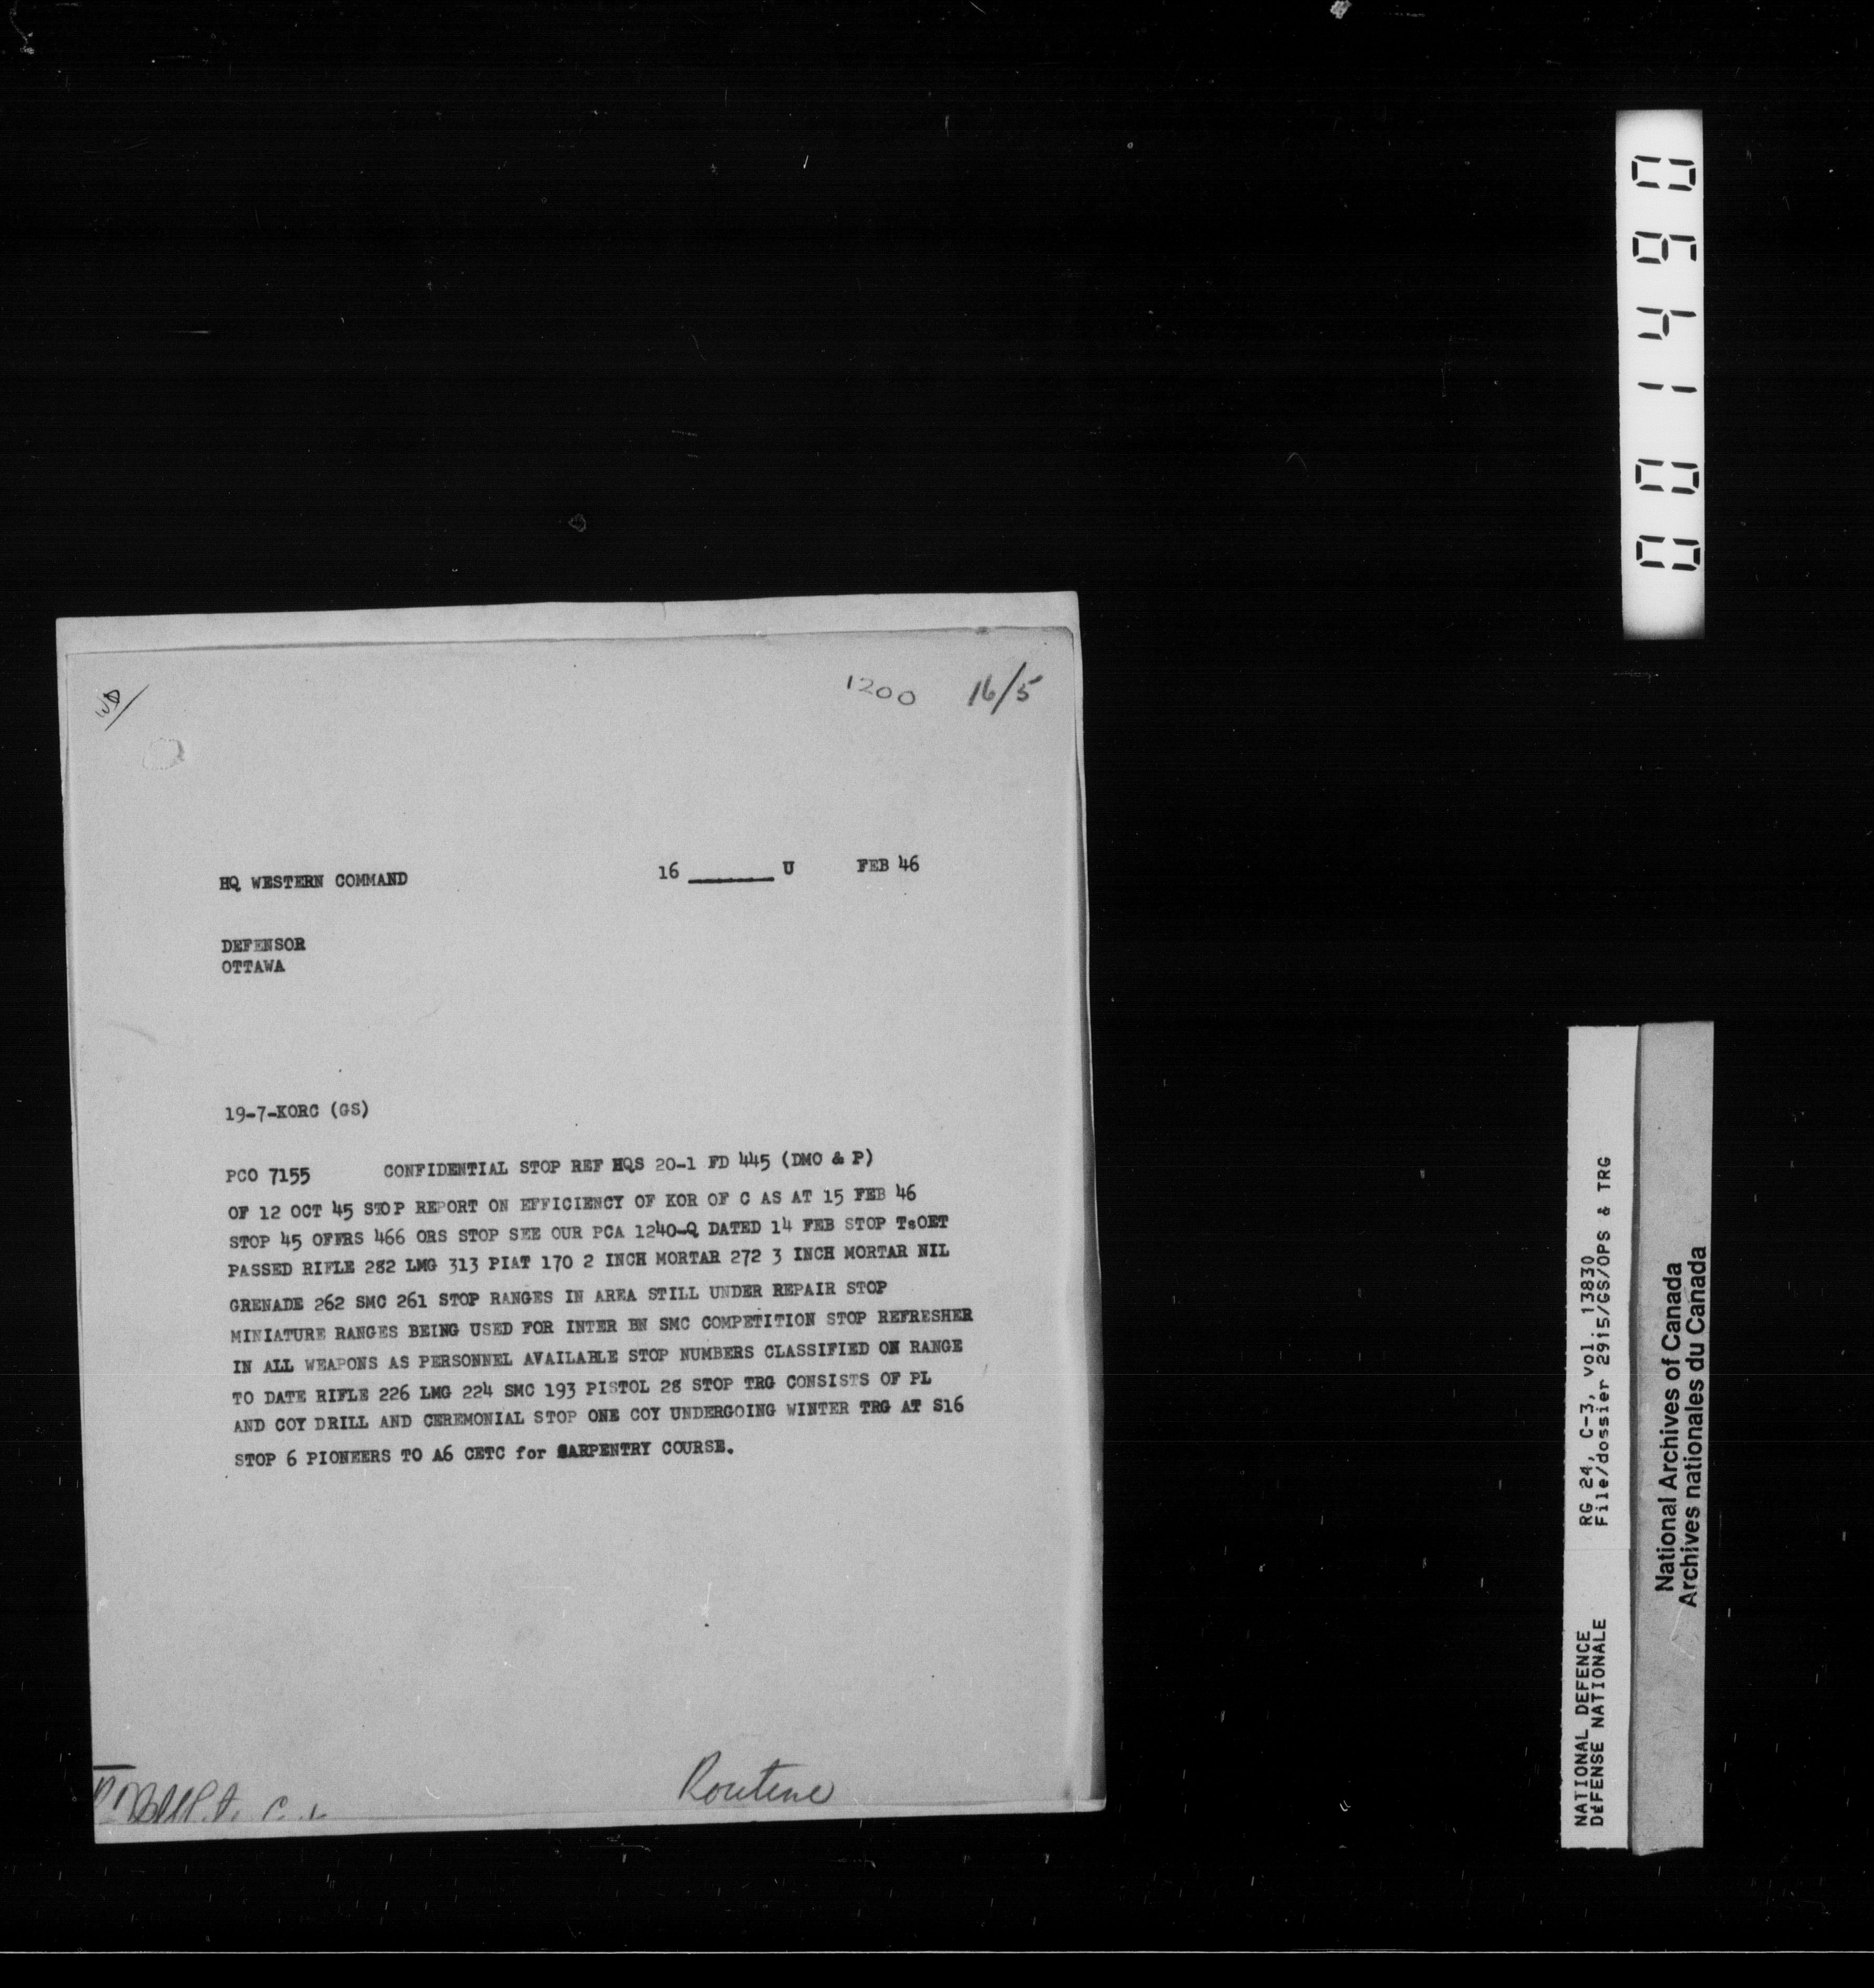 1200 16/5
HQ WESTERN COMMAND 16 _______ U FEB 46
DEFENSOR
OTTAWA
19-7-KORC (GS)
PCO 7155 CONFIDENTIAL STOP REF HQS 20-1 FD 445 (DMO & P)
OF 12 OCT 45 STOP REPORT ON EFFICIENCY OF KOR OF C AS AT 15 FEB 46
STOP 45 OFFRS 466 ORS STOP SEE OUR PCA 1240-Q DATED 14 FEB STOP TsOET
PASSED RIFLE 282 LMG 313 PIAT 170 2 INCH MORTAR 272 3 INCH MORTAR NIL
GRENADE 262 SMC 261 STOP RANGES IN AREA STILL UNDER REPAIR STOP
MINIATURE RANGES BEING USED FOR INTER BN SMC COMPETITION STOP REFRESHER
IN ALL WEAPONS AS PERSONNEL AVAILABLE STOP NUMBERS CLASSIFIED ON RANGE
TO DATE RIFLE 226 LMG 224 SMC 193 PISTOL 28 STOP TRG CONSISTS OF PL
AND COY DRILL AND CEREMONIAL STOP ONE COY UNDERGOING WINTER TRG AT S16
STOP 6 PIONEERS TO A6 CETC for CARPENTRY COURSE.
Routine
001490
NATIONAL DEFENCE RG 24, C-3, vol. 13830
DÉFENSE NATIONALE File/dossier 2915/GS/OPS & TRG
National Archives of Canada
Archives nationales du Canada